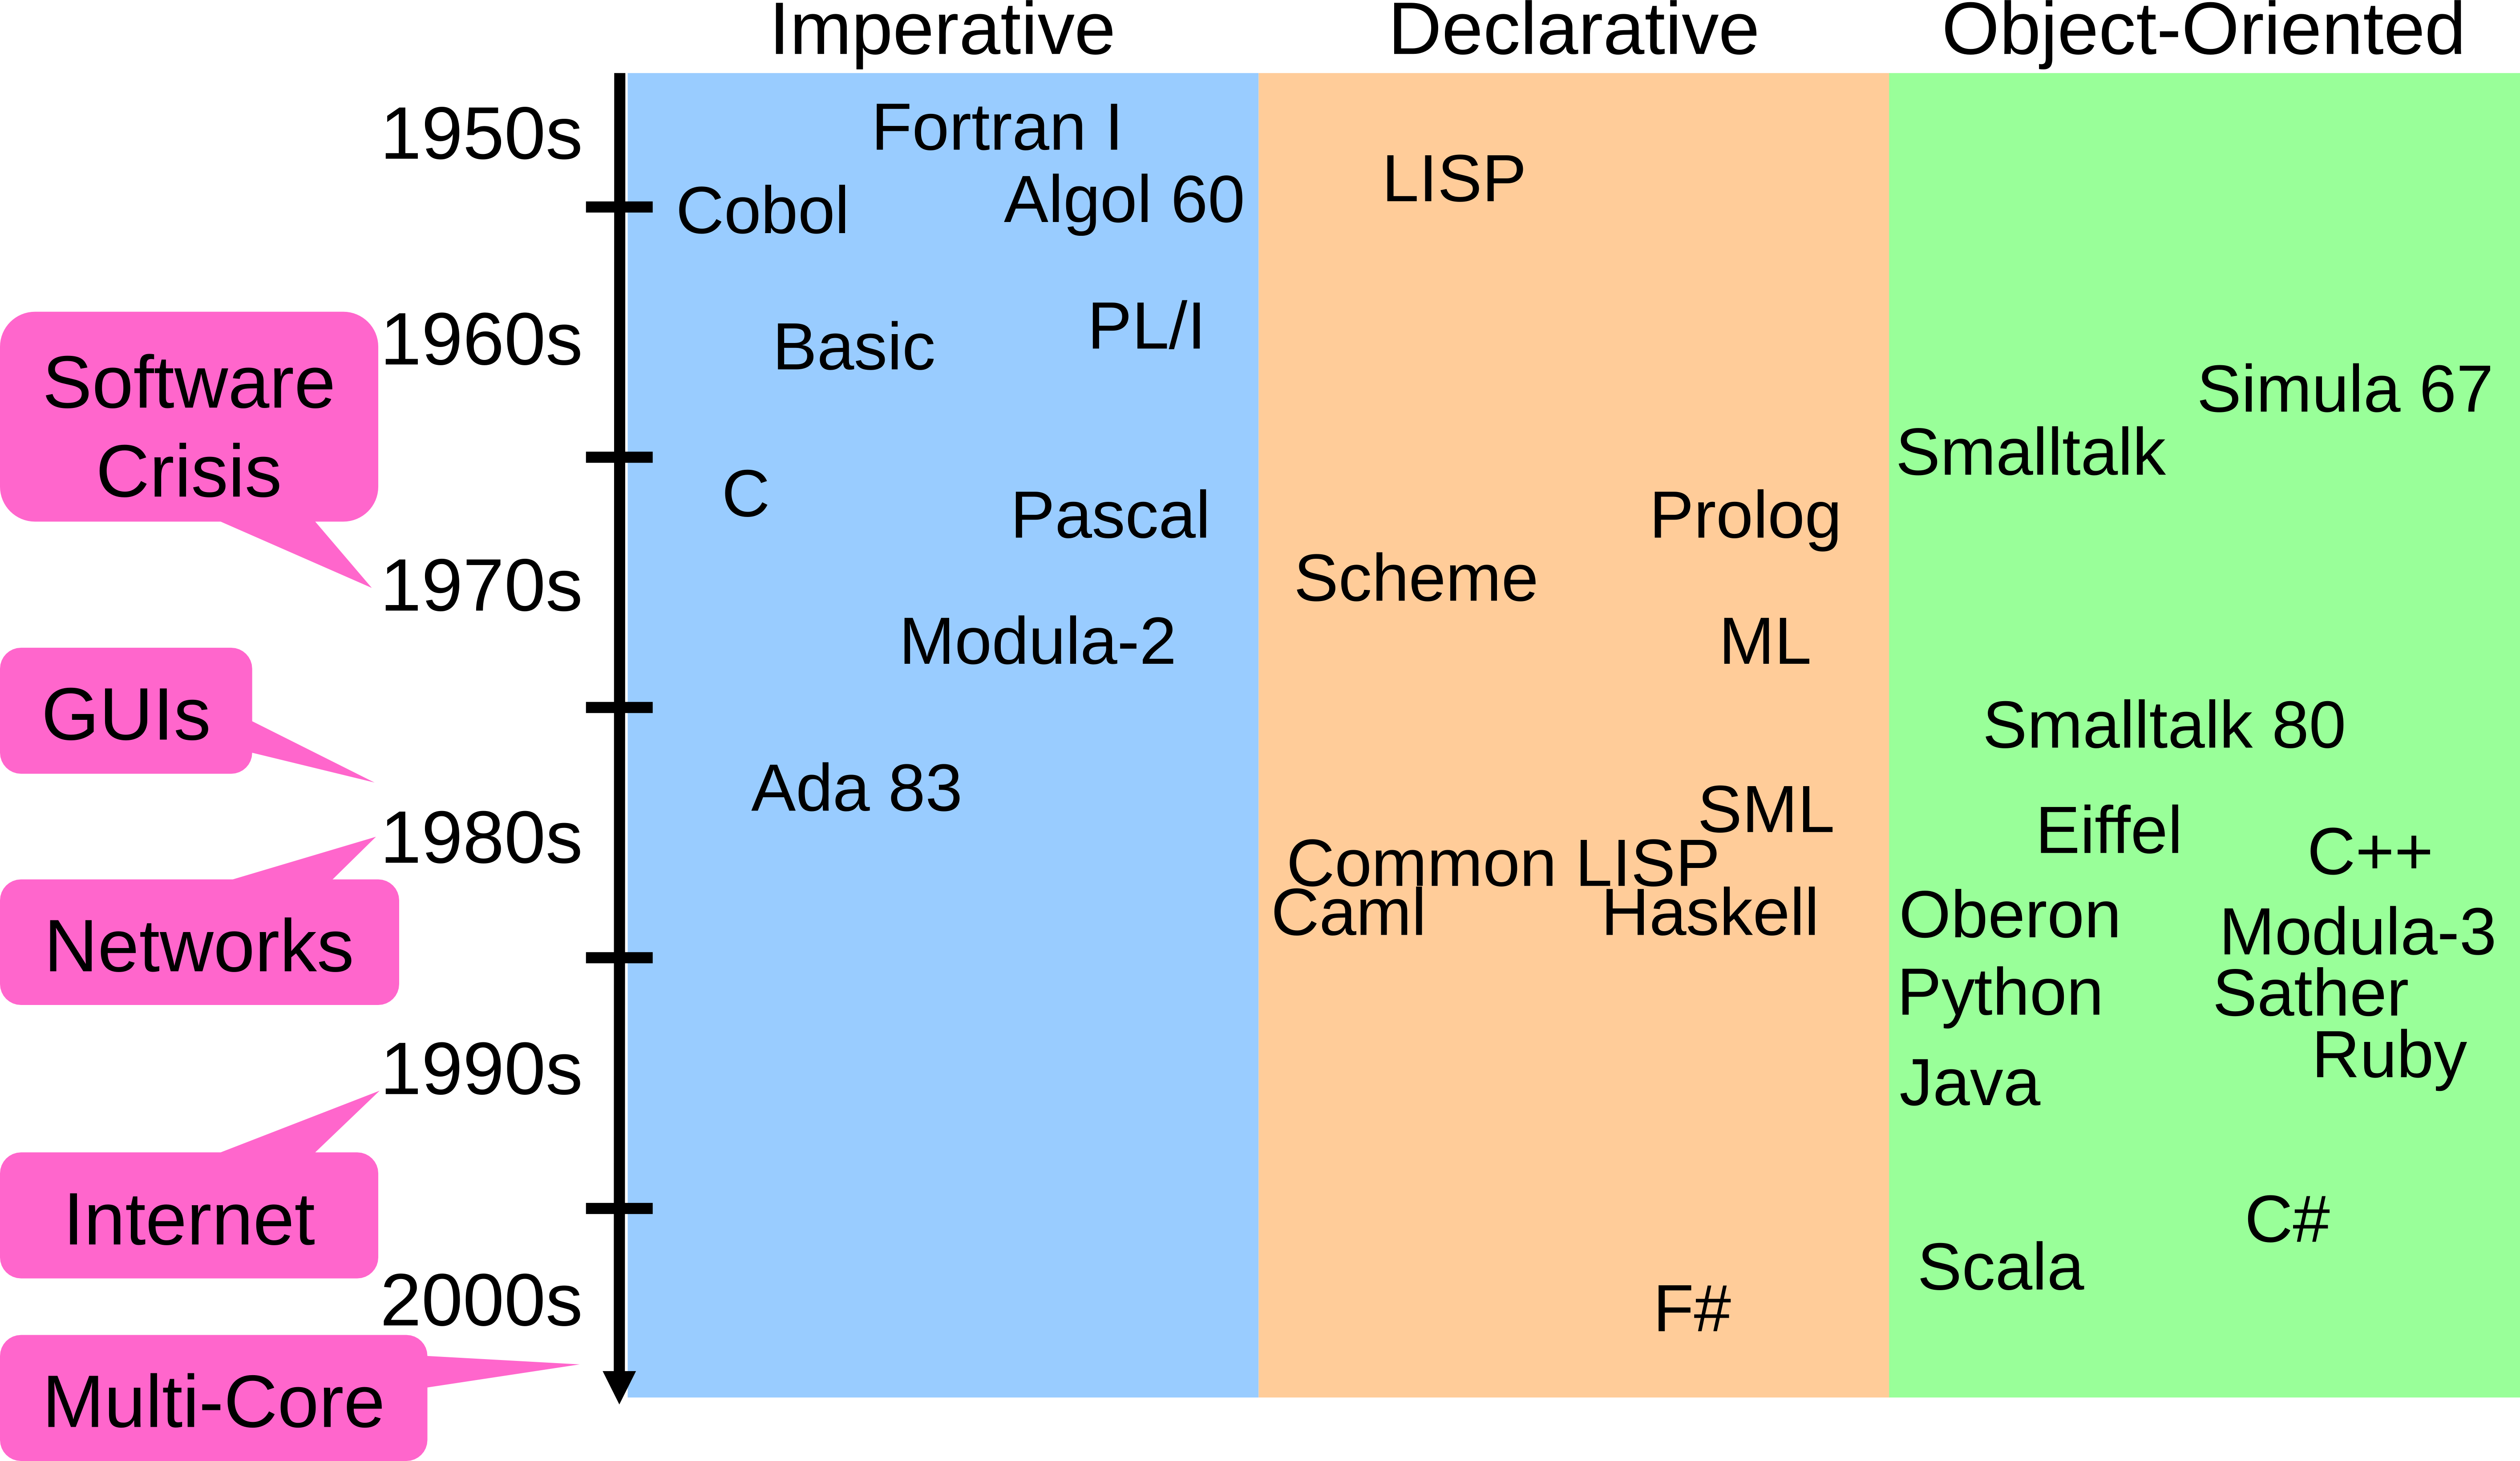 Imperative
Declarative
Object-Oriented
1950s
Fortran I
LISP
Cobol
Algol 60
1960s
Basic
PL/I
Software
Crisis
Simula 67
Smalltalk
C
Pascal
Prolog
1970s
Scheme
Modula-2
ML
GUIs
Smalltalk 80
Ada 83
1980s
SML
Eiffel
C++
Common LISP
Caml
Haskell
Oberon
Modula-3
Networks
Python
Sather
1990s
Ruby
Java
Internet
C#
Scala
2000s
F#
Multi-Core